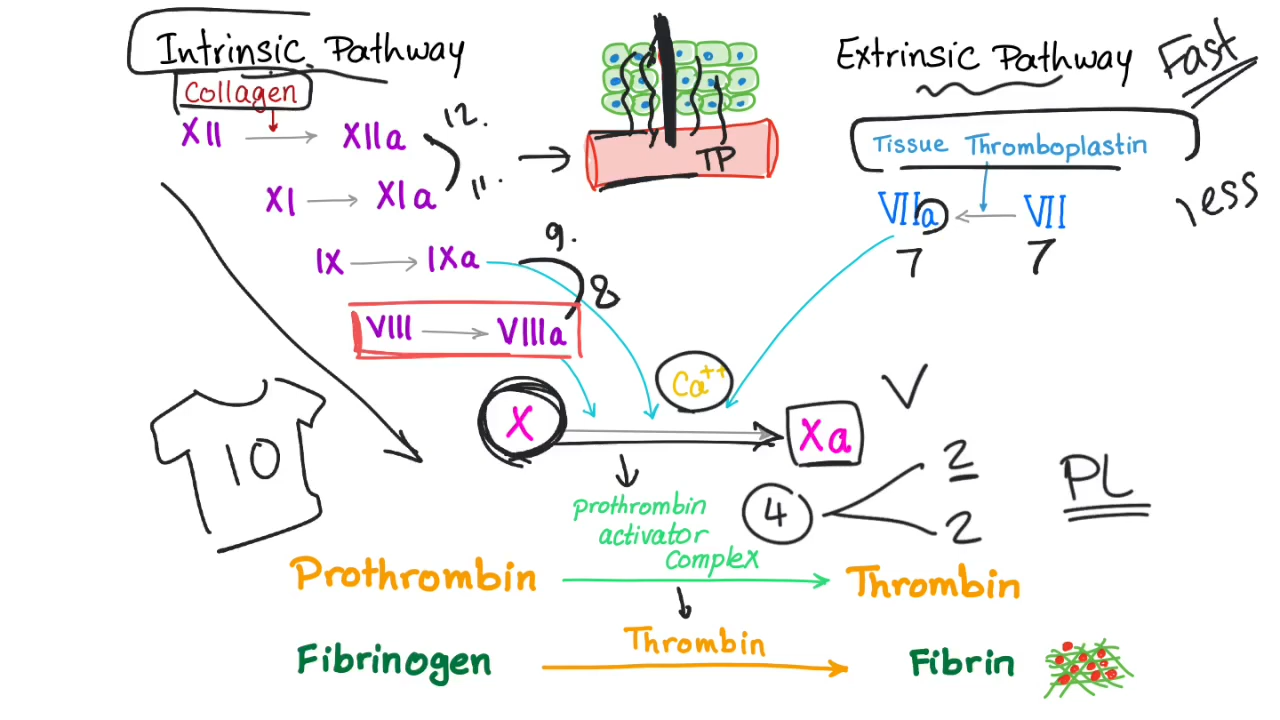 Intrinsic Pathway
Collagen
XII XIIa 12.
XI XIa 11.
IX IXa 9.
VIII VIIIa 8
TP
Extrinsic Pathway Fast
Tissue Thromboplastin
VIIa VII less
7 7
Ca++
X Xa V
10
prothrombin
activator
complex
4 2
2
PL
Prothrombin Thrombin
Thrombin
Fibrinogen Fibrin